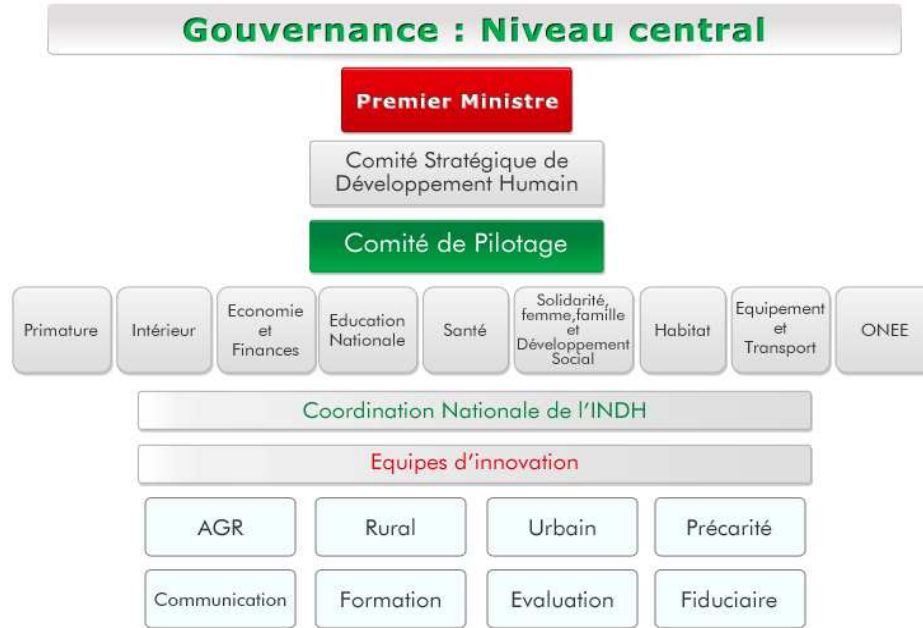 Gouvernance : Niveau central
Premier Ministre
Comité Stratégique de
Développement Humain
Comité de Pilotage
Primature
Intérieur
Economie
et
Finances
Education
Nationale
Santé
Solidarité,
femme,famille
et
Développement
Social
Habitat
Equipement
et
Transport
ONEE
Coordination Nationale de l'INDH
Equipes d'innovation
AGR
Rural
Urbain
Précarité
Communication
Formation
Evaluation
Fiduciaire